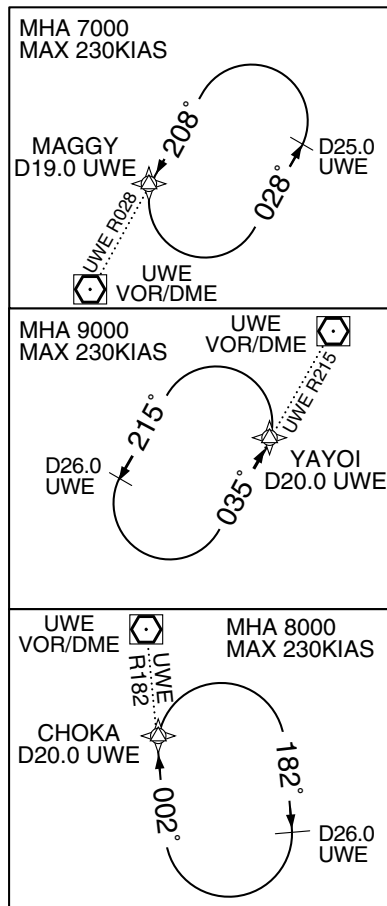 MHA 7000
MAX 230KIAS
208°
MAGGY
D19.0 UWE
D25.0
UWE
028°
UWE R028
UWE
VOR/DME
MHA 9000
MAX 230KIAS
UWE
VOR/DME
UWE R215
215°
D26.0
UWE
035°
YAYOI
D20.0 UWE
UWE
VOR/DME
MHA 8000
MAX 230KIAS
UWE
R182
CHOKA
D20.0 UWE
182°
002°
D26.0
UWE